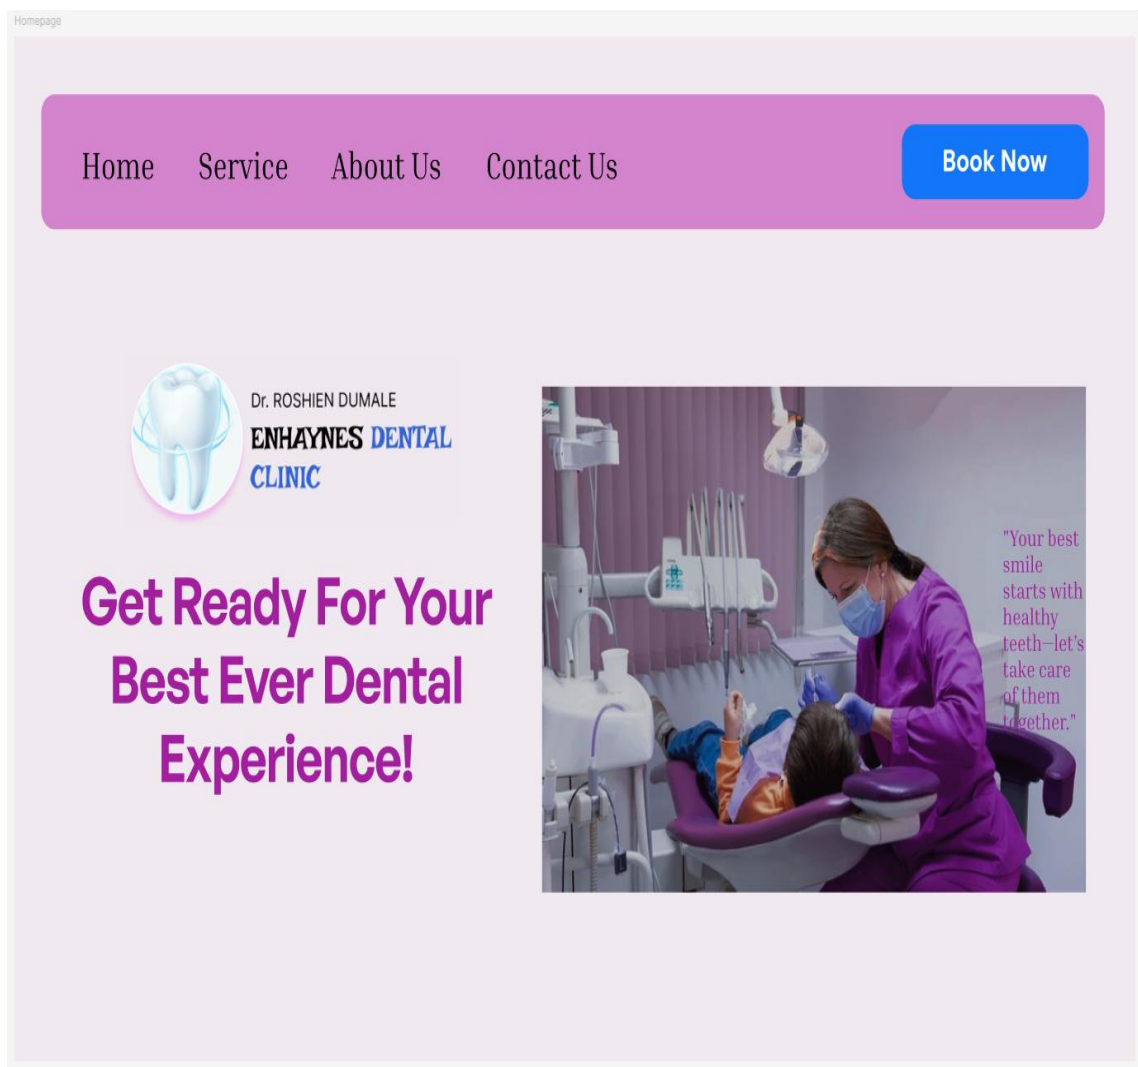 Homepage
Home Service About Us Contact Us
Book Now
Dr. ROSHIEN DUMALE
ENHAYNES DENTAL
CLINIC
Get Ready For Your
Best Ever Dental
Experience!
"Your best
smile
starts with
healthy
teeth—let's
take care
of them
together."